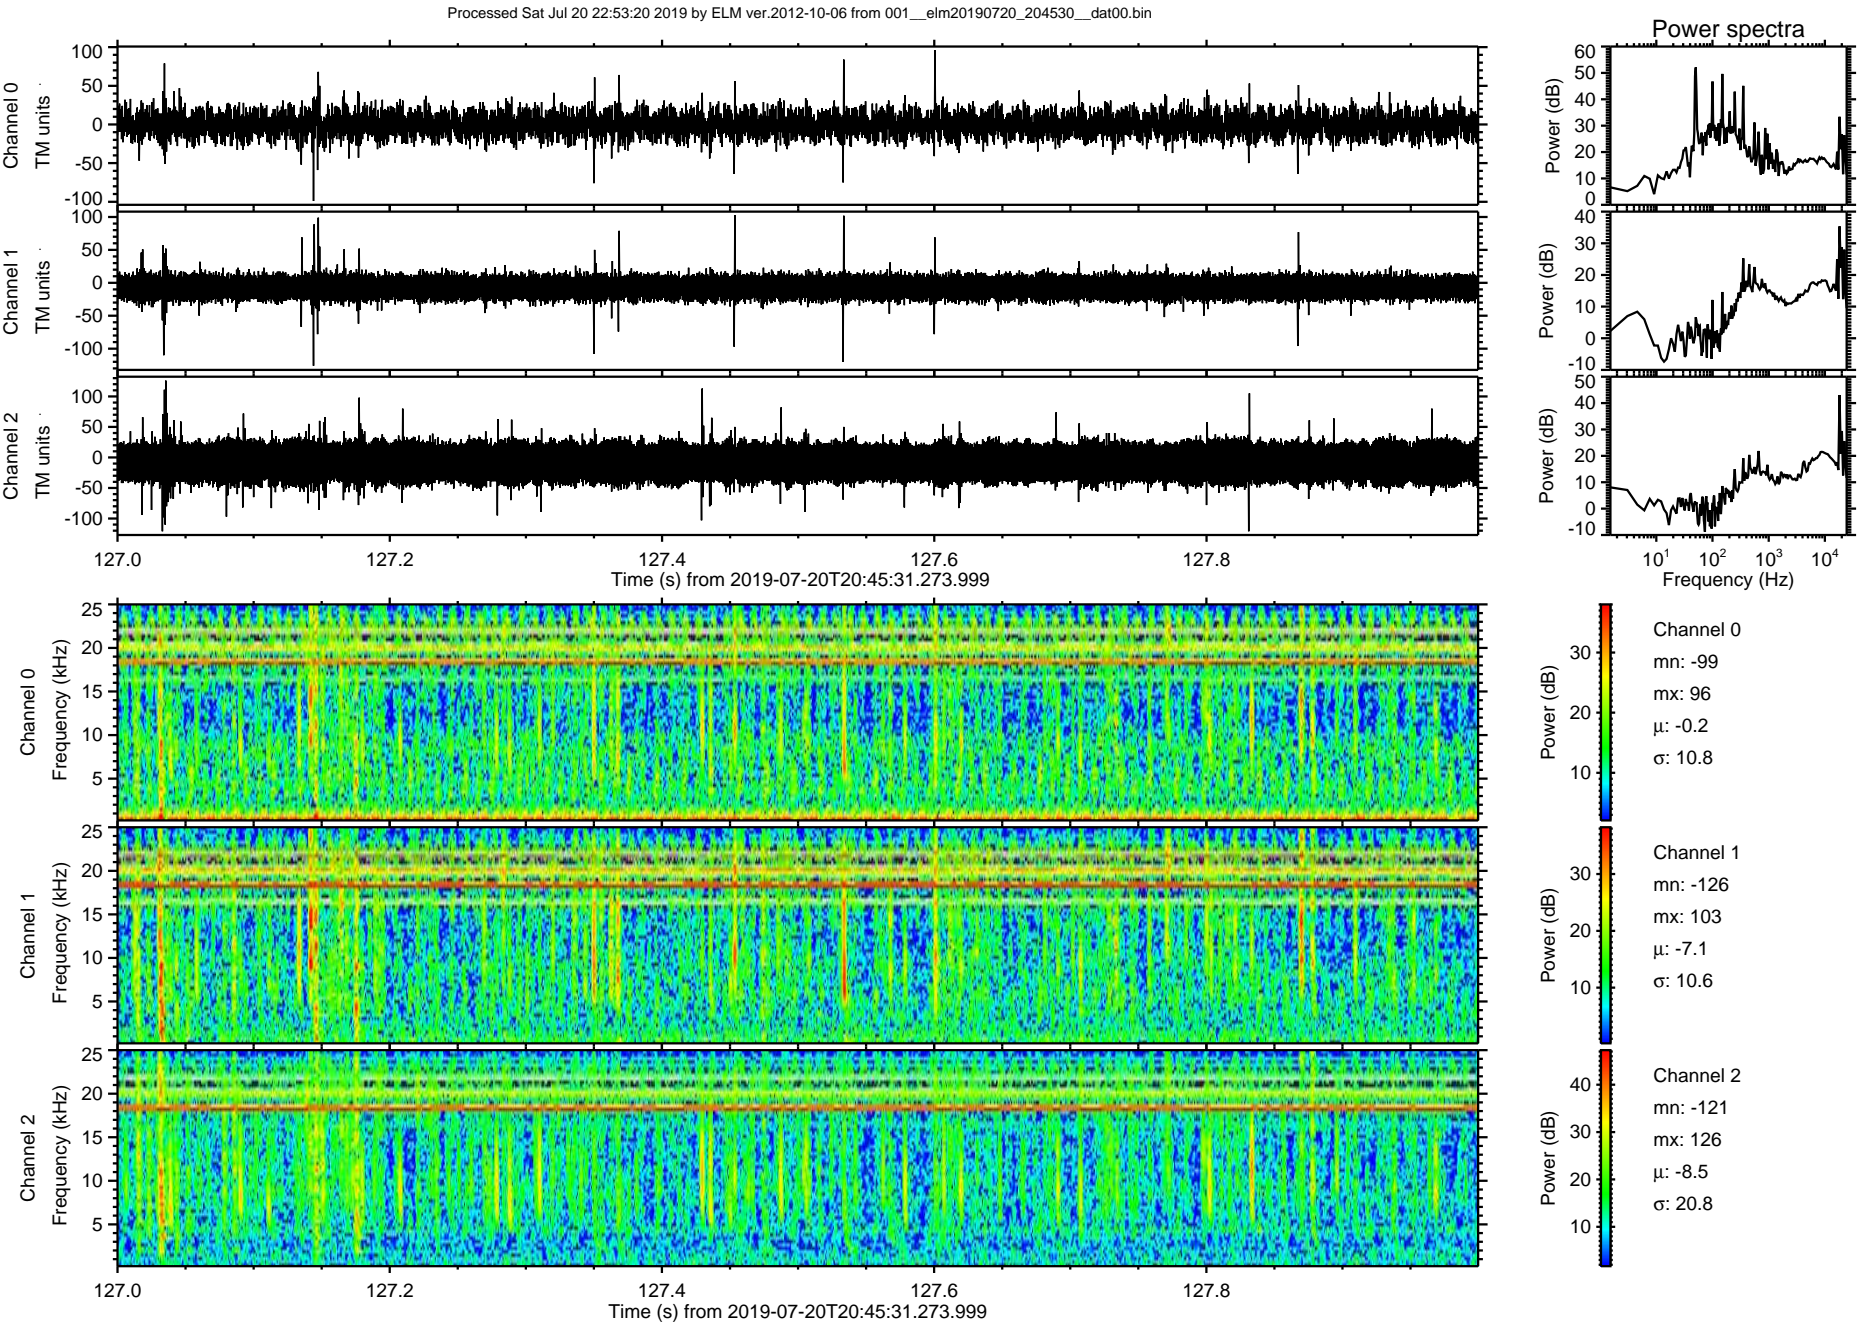 Processed Sat Jul 20 22:53:20 2019 by ELM ver.2012-10-06 from 001__elm20190720_204530__dat00.bin
Power spectra
Channel 0
TM units
100
50
0
-50
-100
Power (dB)
60
50
40
30
20
10
0
Channel 1
TM units
100
50
0
-50
-100
Power (dB)
40
30
20
10
0
-10
Channel 2
TM units
100
50
0
-50
-100
Power (dB)
50
40
30
20
10
0
-10
127.0 127.2 127.4 127.6 127.8
Time (s) from 2019-07-20T20:45:31.273.999
10^1 10^2 10^3 10^4
Frequency (Hz)
Channel 0
Frequency (kHz)
25
20
15
10
5
Power (dB)
30
20
10
Channel 0
mn: -99
mx: 96
μ: -0.2
σ: 10.8
Channel 1
Frequency (kHz)
25
20
15
10
5
Power (dB)
30
20
10
Channel 1
mn: -126
mx: 103
μ: -7.1
σ: 10.6
Channel 2
Frequency (kHz)
25
20
15
10
5
Power (dB)
40
30
20
10
Channel 2
mn: -121
mx: 126
μ: -8.5
σ: 20.8
127.0 127.2 127.4 127.6 127.8
Time (s) from 2019-07-20T20:45:31.273.999